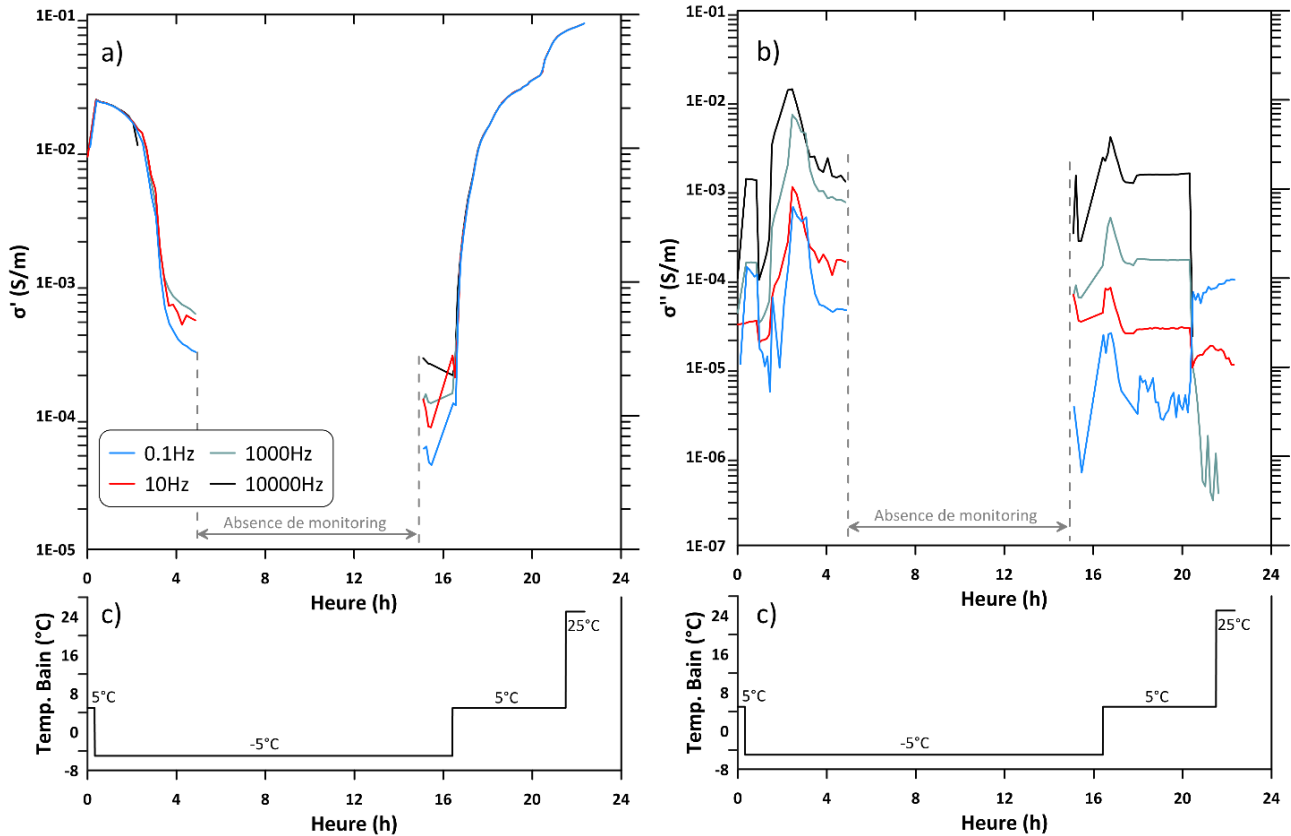 a)
1E-01
1E-02
1E-03
1E-04
1E-05
σ' (S/m)
0.1Hz 1000Hz
10Hz 10000Hz
Absence de monitoring
0 4 8 12 16 20 24
Heure (h)
b)
1E-01
1E-02
1E-03
1E-04
1E-05
1E-06
1E-07
σ'' (S/m)
Absence de monitoring
0 4 8 12 16 20 24
Heure (h)
c)
24
16
8
0
-8
Temp. Bain (°C)
5°C
-5°C
5°C
25°C
0 4 8 12 16 20 24
Heure (h)
c)
24
16
8
0
-8
Temp. Bain (°C)
5°C
-5°C
5°C
25°C
0 4 8 12 16 20 24
Heure (h)